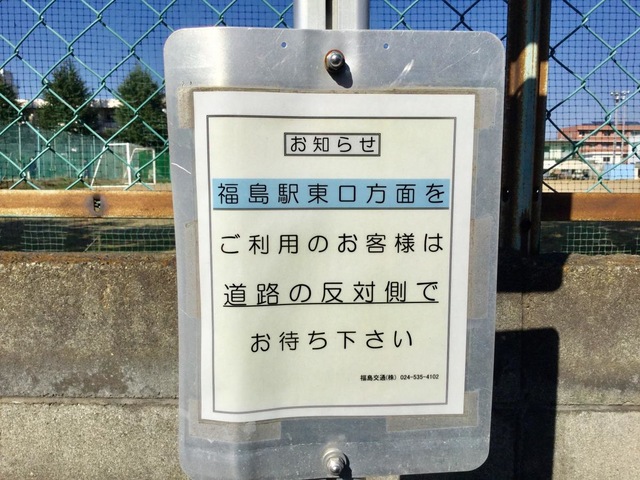 お知らせ
福島駅東口方面を
ご利用のお客様は
道路の反対側で
お待ち下さい
福島交通(株) 024-535-4102